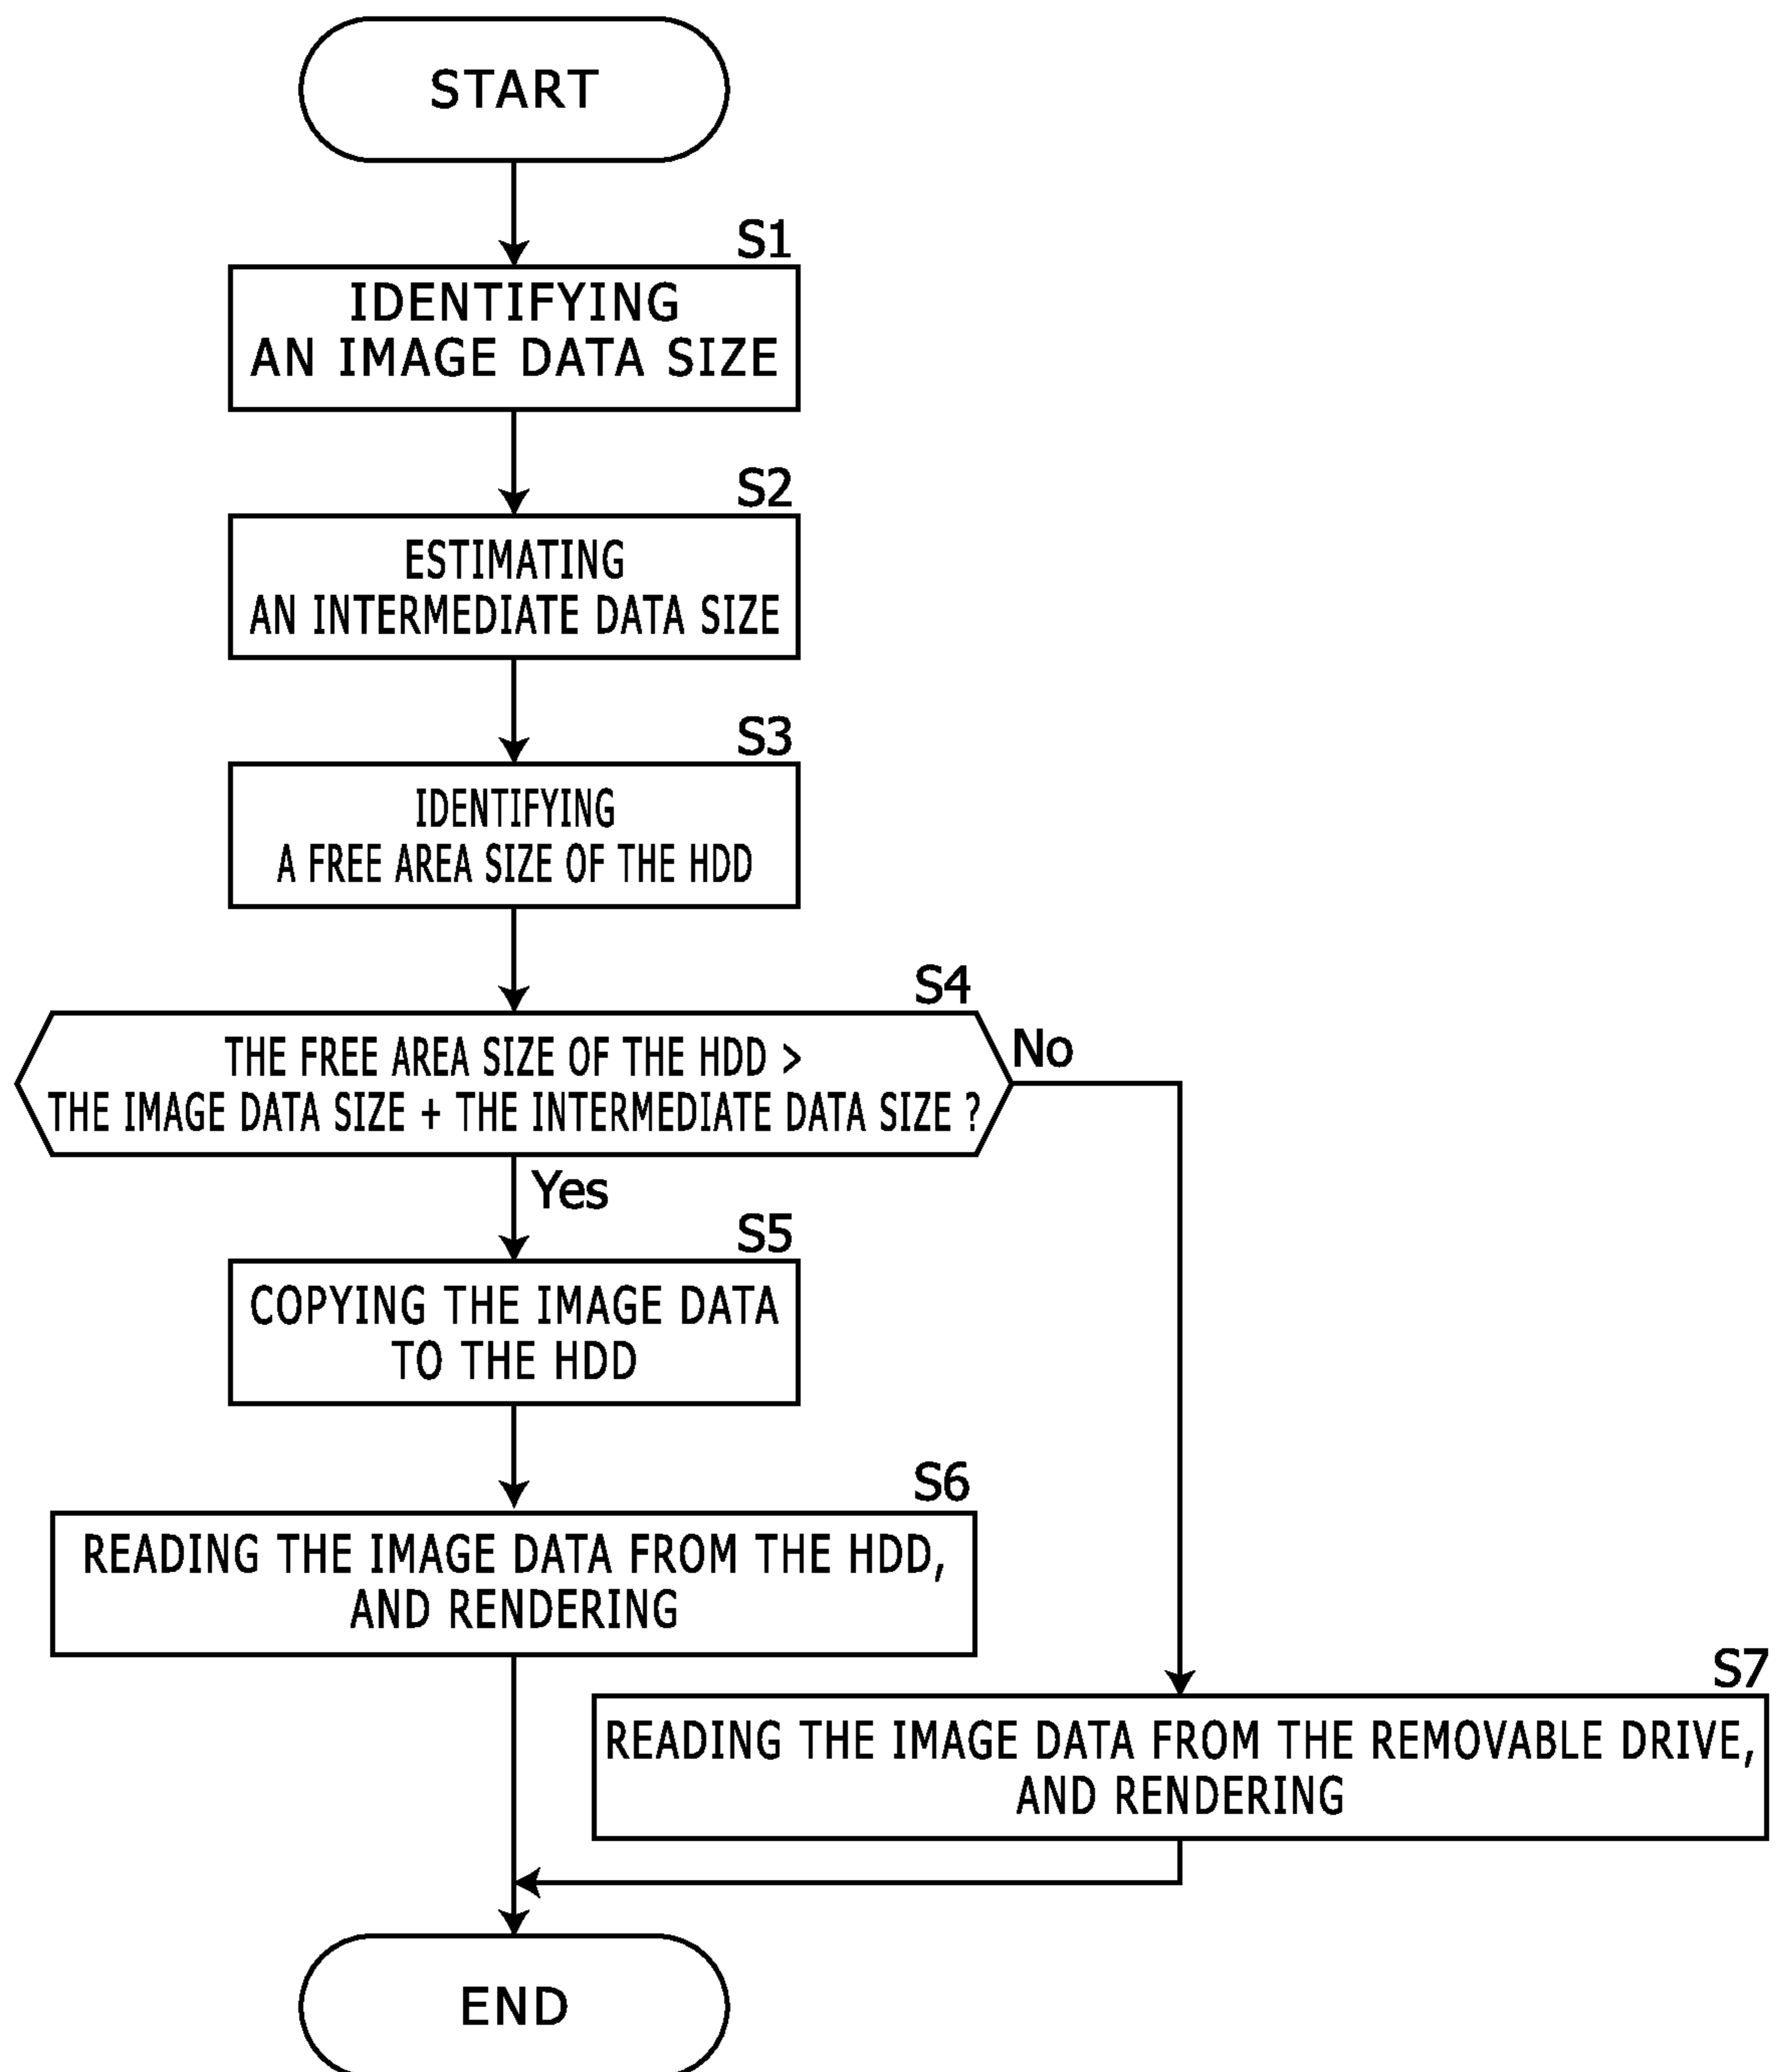 START
S1
IDENTIFYING
AN IMAGE DATA SIZE
S2
ESTIMATING
AN INTERMEDIATE DATA SIZE
S3
IDENTIFYING
A FREE AREA SIZE OF THE HDD
S4
THE FREE AREA SIZE OF THE HDD >
THE IMAGE DATA SIZE + THE INTERMEDIATE DATA SIZE ?
No
Yes
S5
COPYING THE IMAGE DATA
TO THE HDD
S6
READING THE IMAGE DATA FROM THE HDD,
AND RENDERING
S7
READING THE IMAGE DATA FROM THE REMOVABLE DRIVE,
AND RENDERING
END